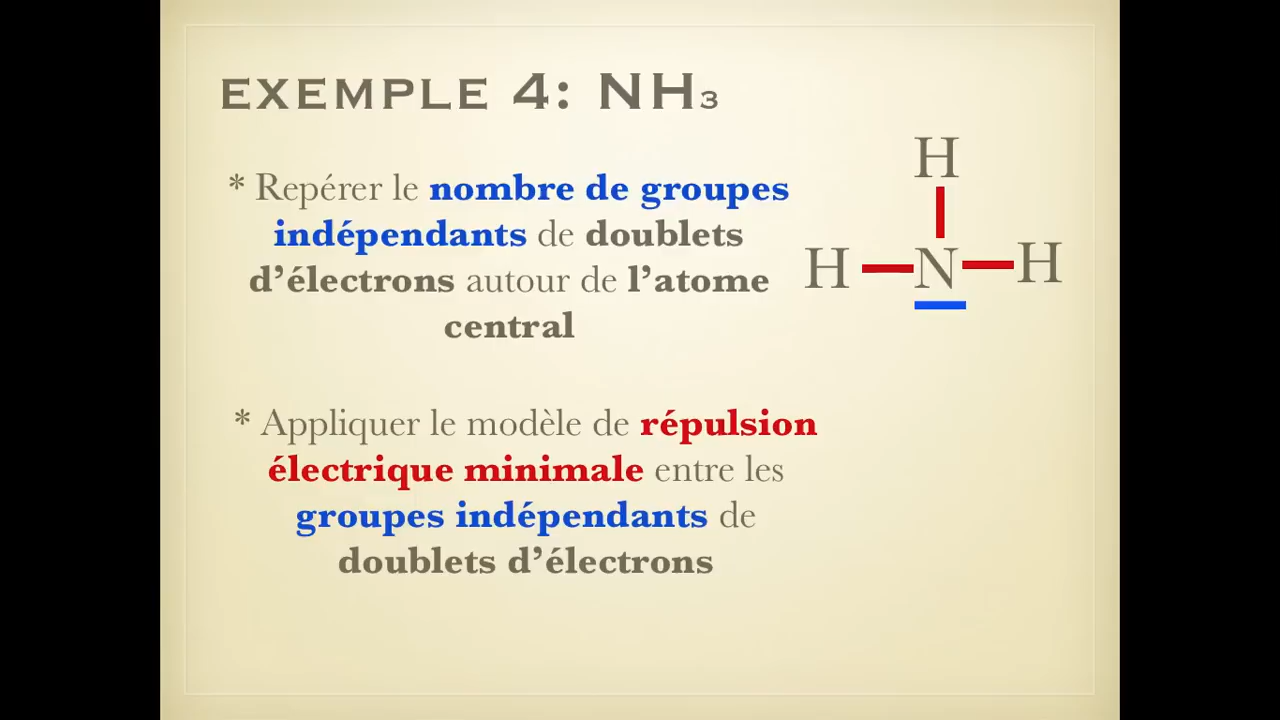 EXEMPLE 4: NH₃
* Repérer le nombre de groupes
indépendants de doublets
d’électrons autour de l’atome
central
H
H N H
* Appliquer le modèle de répulsion
électrique minimale entre les
groupes indépendants de
doublets d’électrons